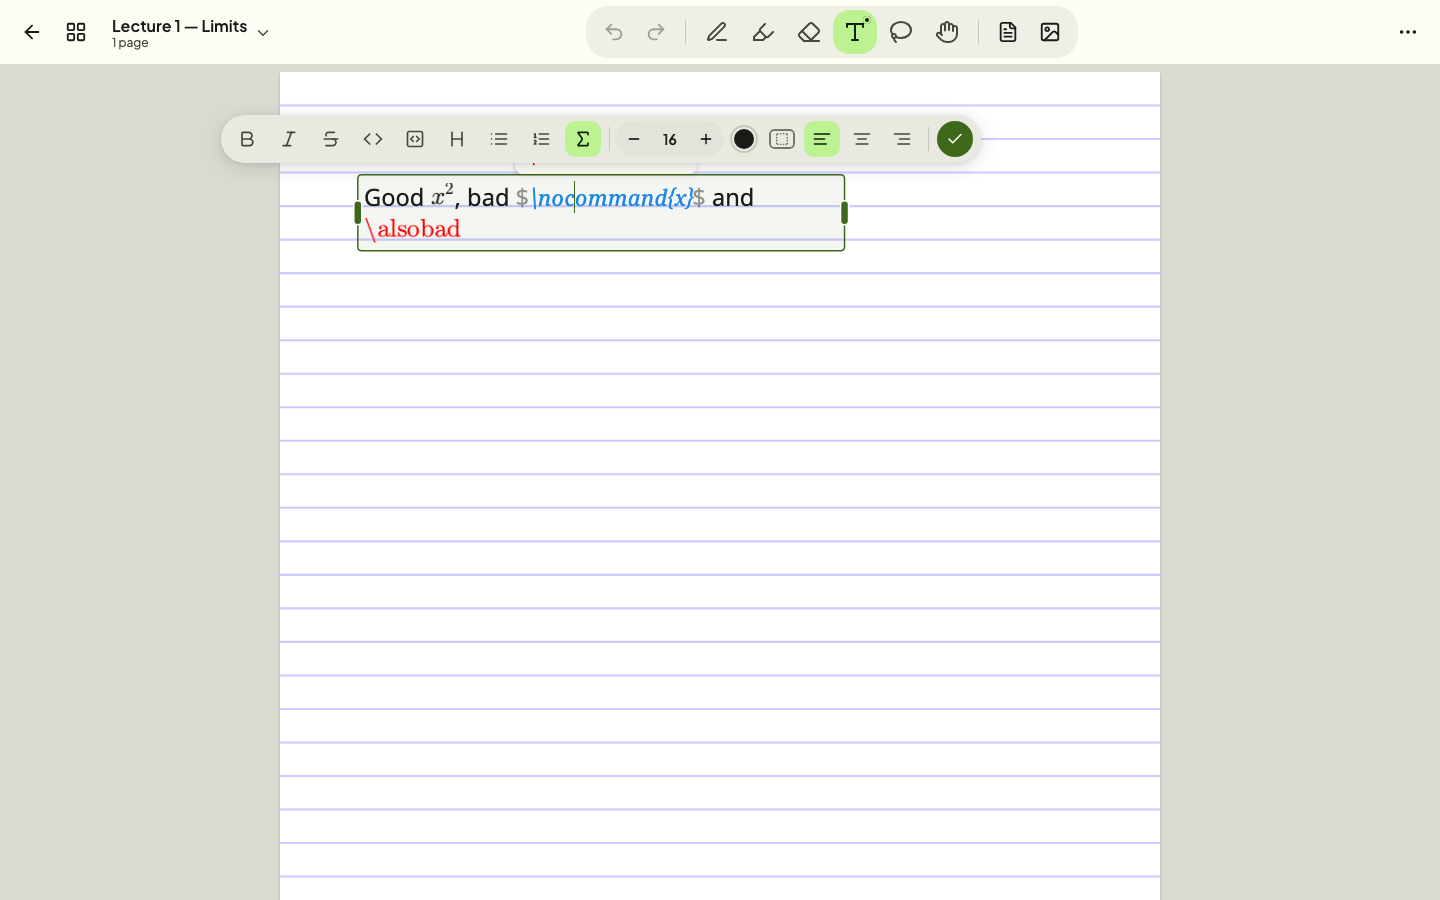 Lecture 1 — Limits
1 page
16
Good x², bad $\nocommand{x}$ and
\alsobad